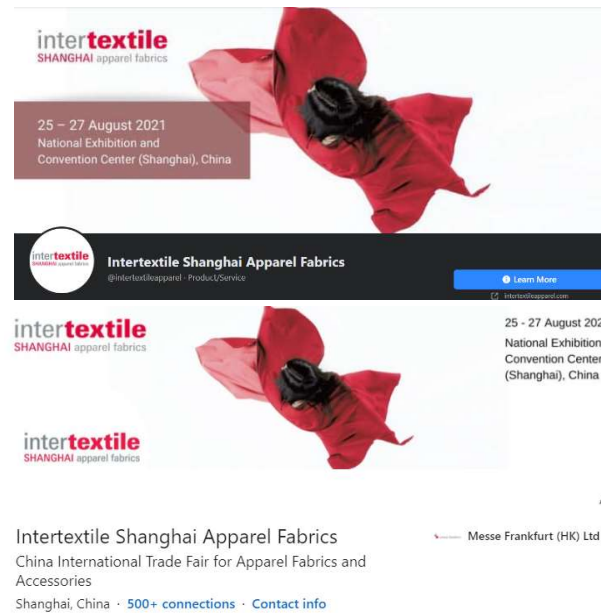 intertextile
SHANGHAI apparel fabrics
25 – 27 August 2021
National Exhibition and
Convention Center (Shanghai), China
intertextile
SHANGHAI apparel fabrics
Intertextile Shanghai Apparel Fabrics
@intertextileapparel · Product/Service
Learn More
intertextileapparel.com
intertextile
SHANGHAI apparel fabrics
25 - 27 August 202
National Exhibition
Convention Center
(Shanghai), China
intertextile
SHANGHAI apparel fabrics
Intertextile Shanghai Apparel Fabrics
Messe Frankfurt (HK) Ltd
China International Trade Fair for Apparel Fabrics and
Accessories
Shanghai, China · 500+ connections · Contact info